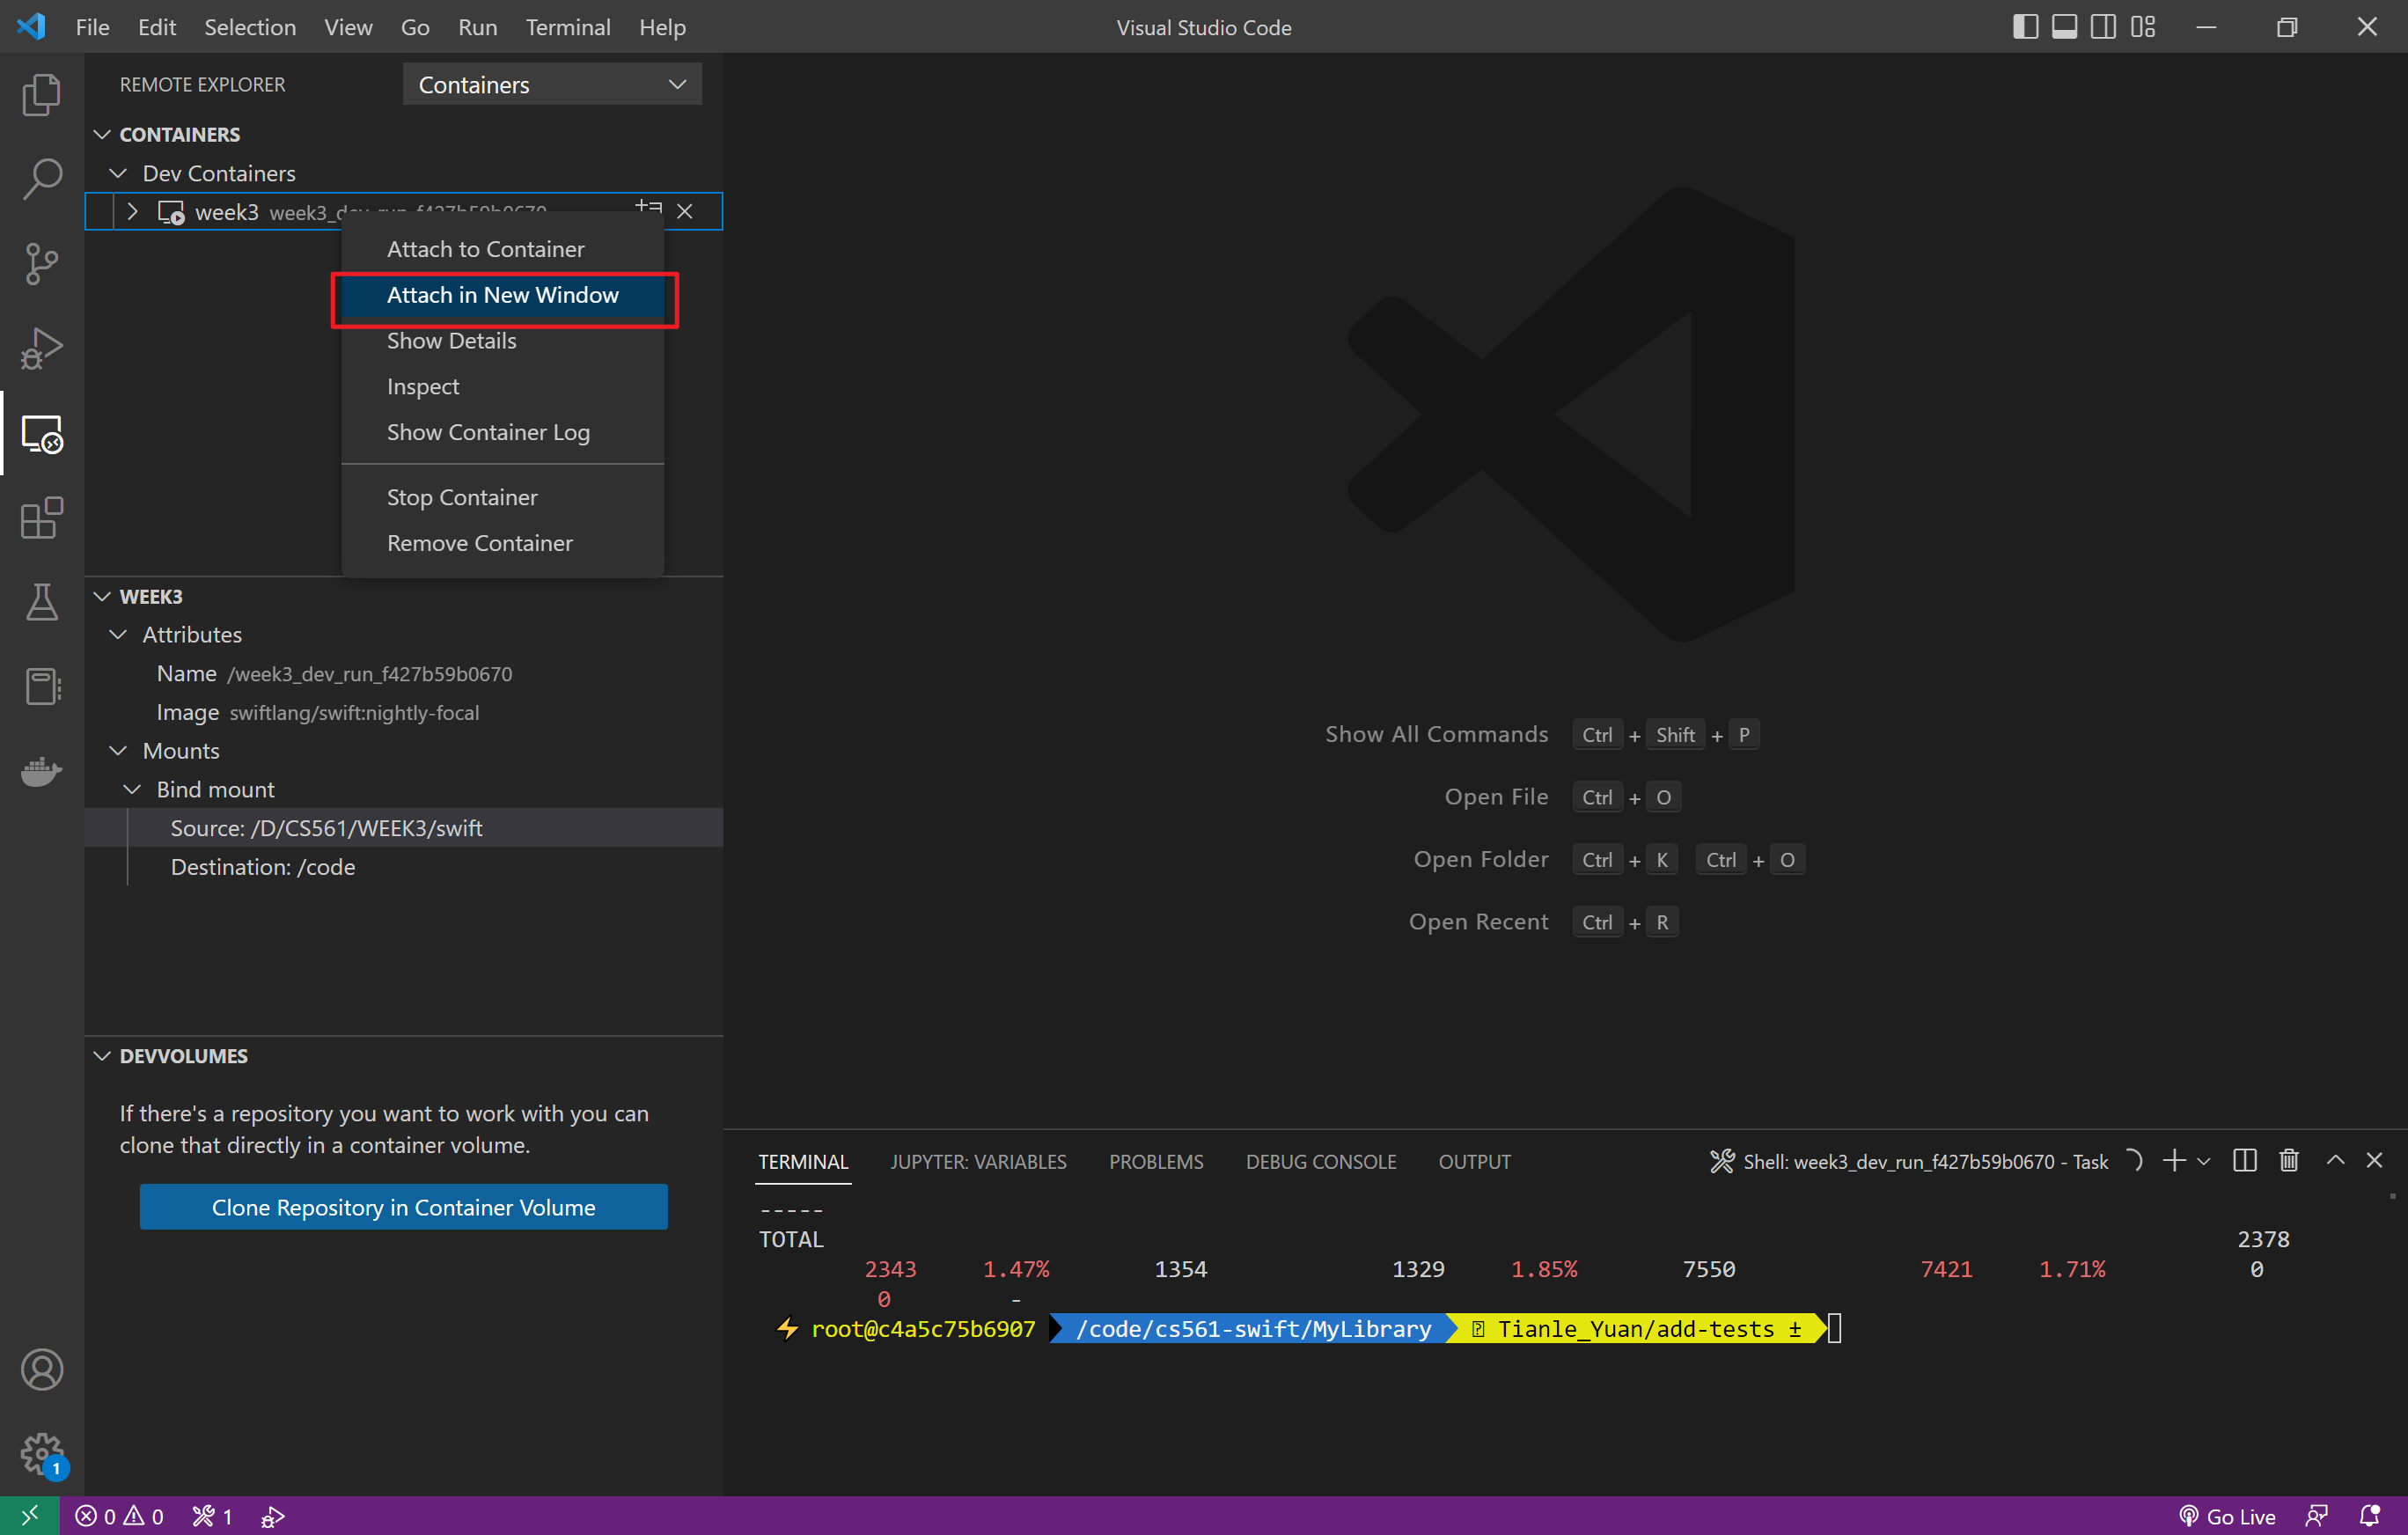 File Edit Selection View Go Run Terminal Help
Visual Studio Code
REMOTE EXPLORER
Containers
CONTAINERS
Dev Containers
week3 week3_dev_run_f427b59b0670
Attach to Container
Attach in New Window
Show Details
Inspect
Show Container Log
Stop Container
Remove Container
WEEK3
Attributes
Name /week3_dev_run_f427b59b0670
Image swiftlang/swift:nightly-focal
Mounts
Bind mount
Source: /D/CS561/WEEK3/swift
Destination: /code
DEVVOLUMES
If there's a repository you want to work with you can
clone that directly in a container volume.
Clone Repository in Container Volume
Show All Commands Ctrl + Shift + P
Open File Ctrl + O
Open Folder Ctrl + K Ctrl + O
Open Recent Ctrl + R
TERMINAL JUPYTER: VARIABLES PROBLEMS DEBUG CONSOLE OUTPUT
Shell: week3_dev_run_f427b59b0670 - Task
-----
TOTAL 2378
2343 1.47% 1354 1329 1.85% 7550 7421 1.71% 0
0 -
root@c4a5c75b6907 /code/cs561-swift/MyLibrary Tianle_Yuan/add-tests ±
1
0 0 1
Go Live